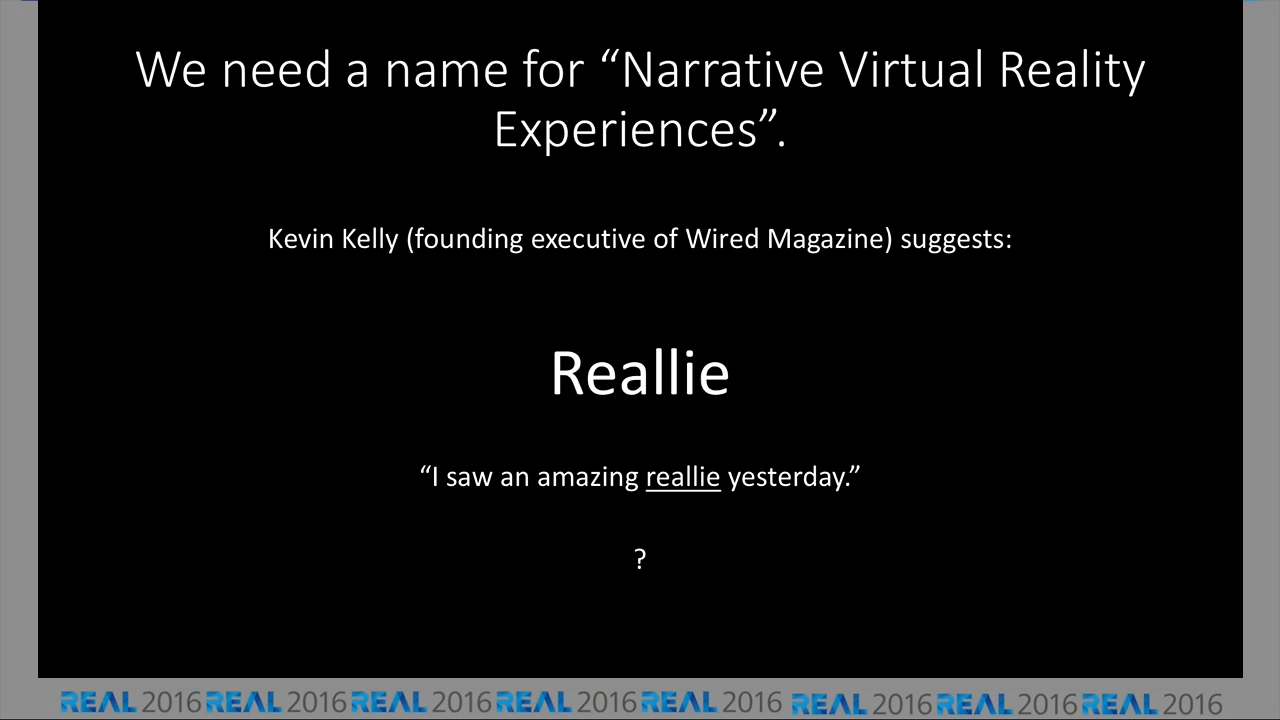 We need a name for “Narrative Virtual Reality
Experiences”.
Kevin Kelly (founding executive of Wired Magazine) suggests:
Reallie
“I saw an amazing reallie yesterday.”
?
REAL 2016 REAL 2016 REAL 2016 REAL 2016 REAL 2016 REAL 2016 REAL 2016 REAL 2016